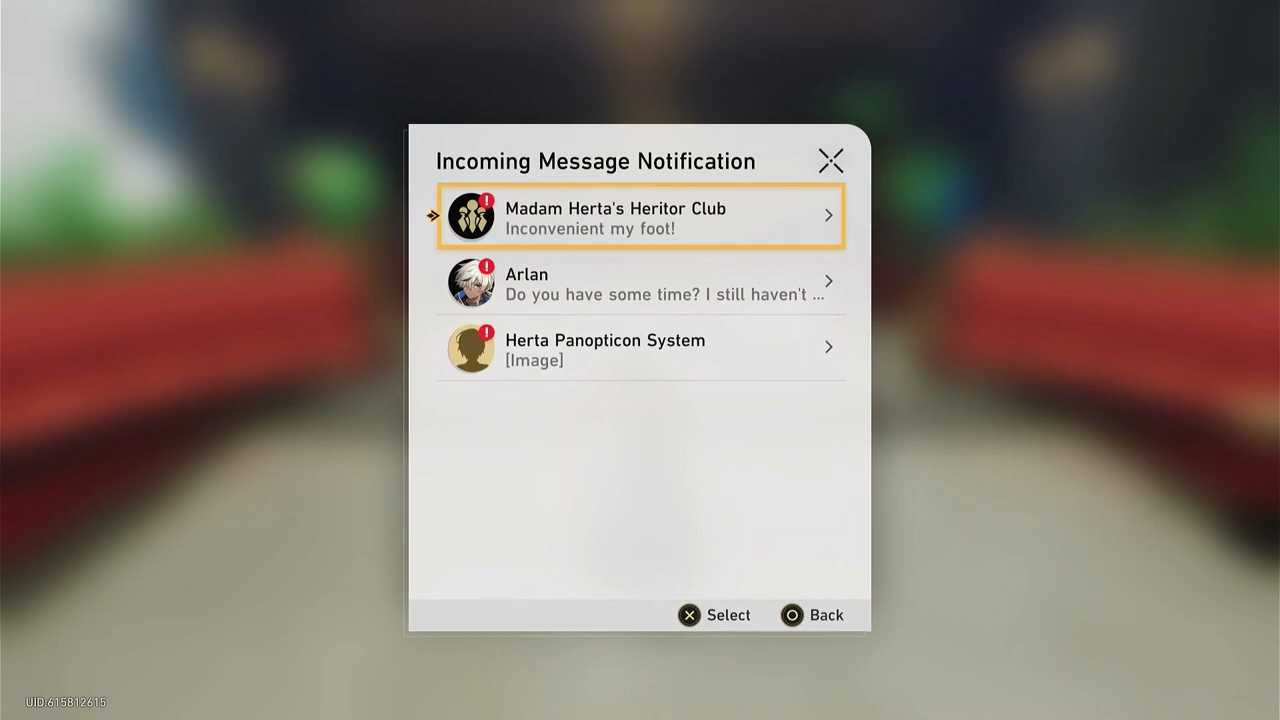 Incoming Message Notification
Madam Herta's Heritor Club
Inconvenient my foot!
Arlan
Do you have some time? I still haven't ...
Herta Panopticon System
[Image]
Select
Back
UID:615812615